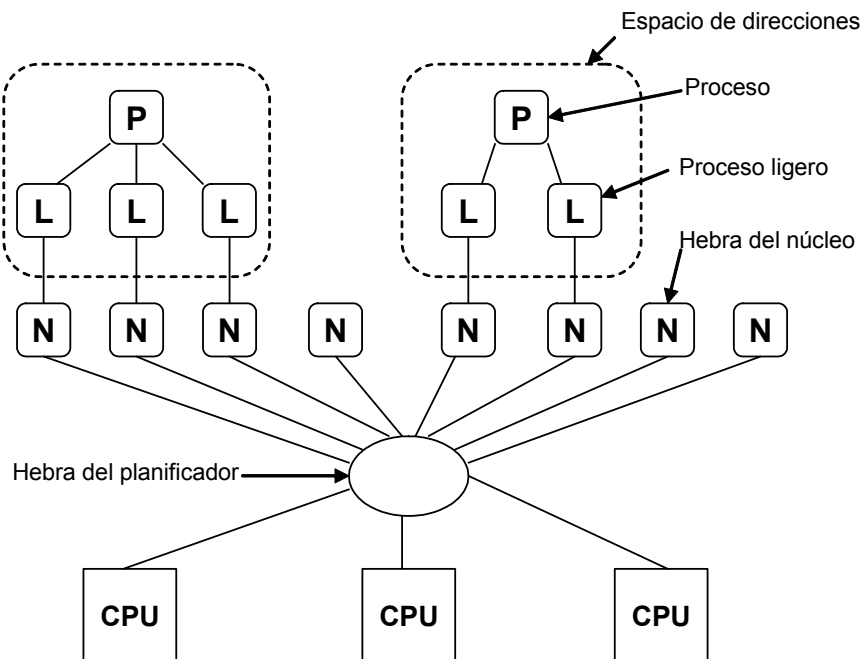 Espacio de direcciones
Proceso
P
P
Proceso ligero
L
L
L
L
L
Hebra del núcleo
N
N
N
N
N
N
N
N
Hebra del planificador
CPU
CPU
CPU